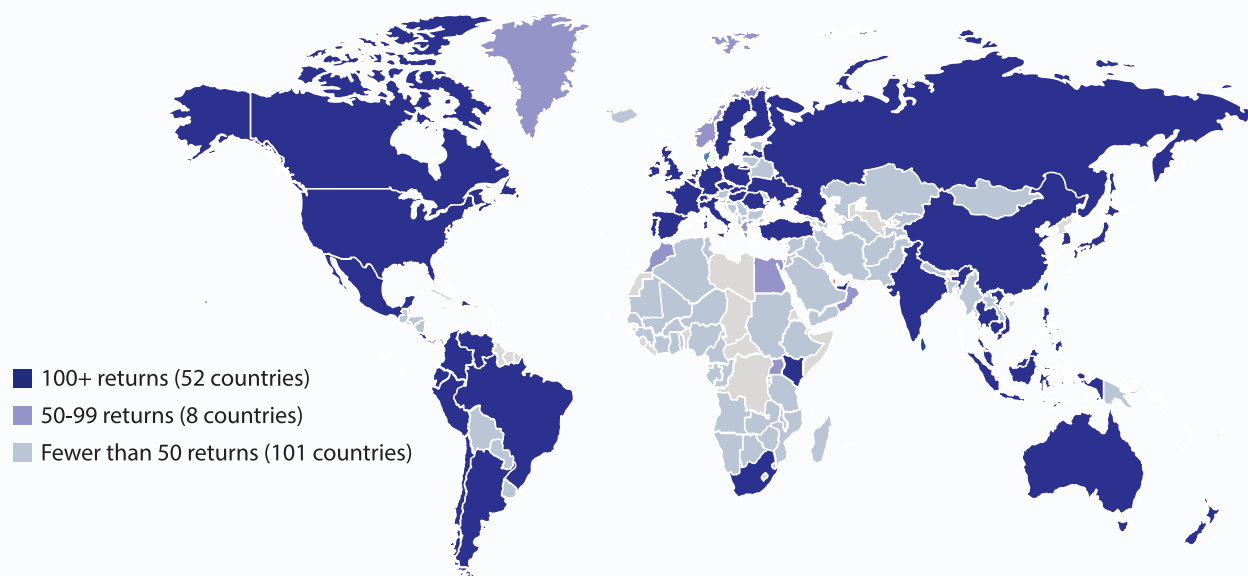 100+ returns (52 countries)
50-99 returns (8 countries)
Fewer than 50 returns (101 countries)